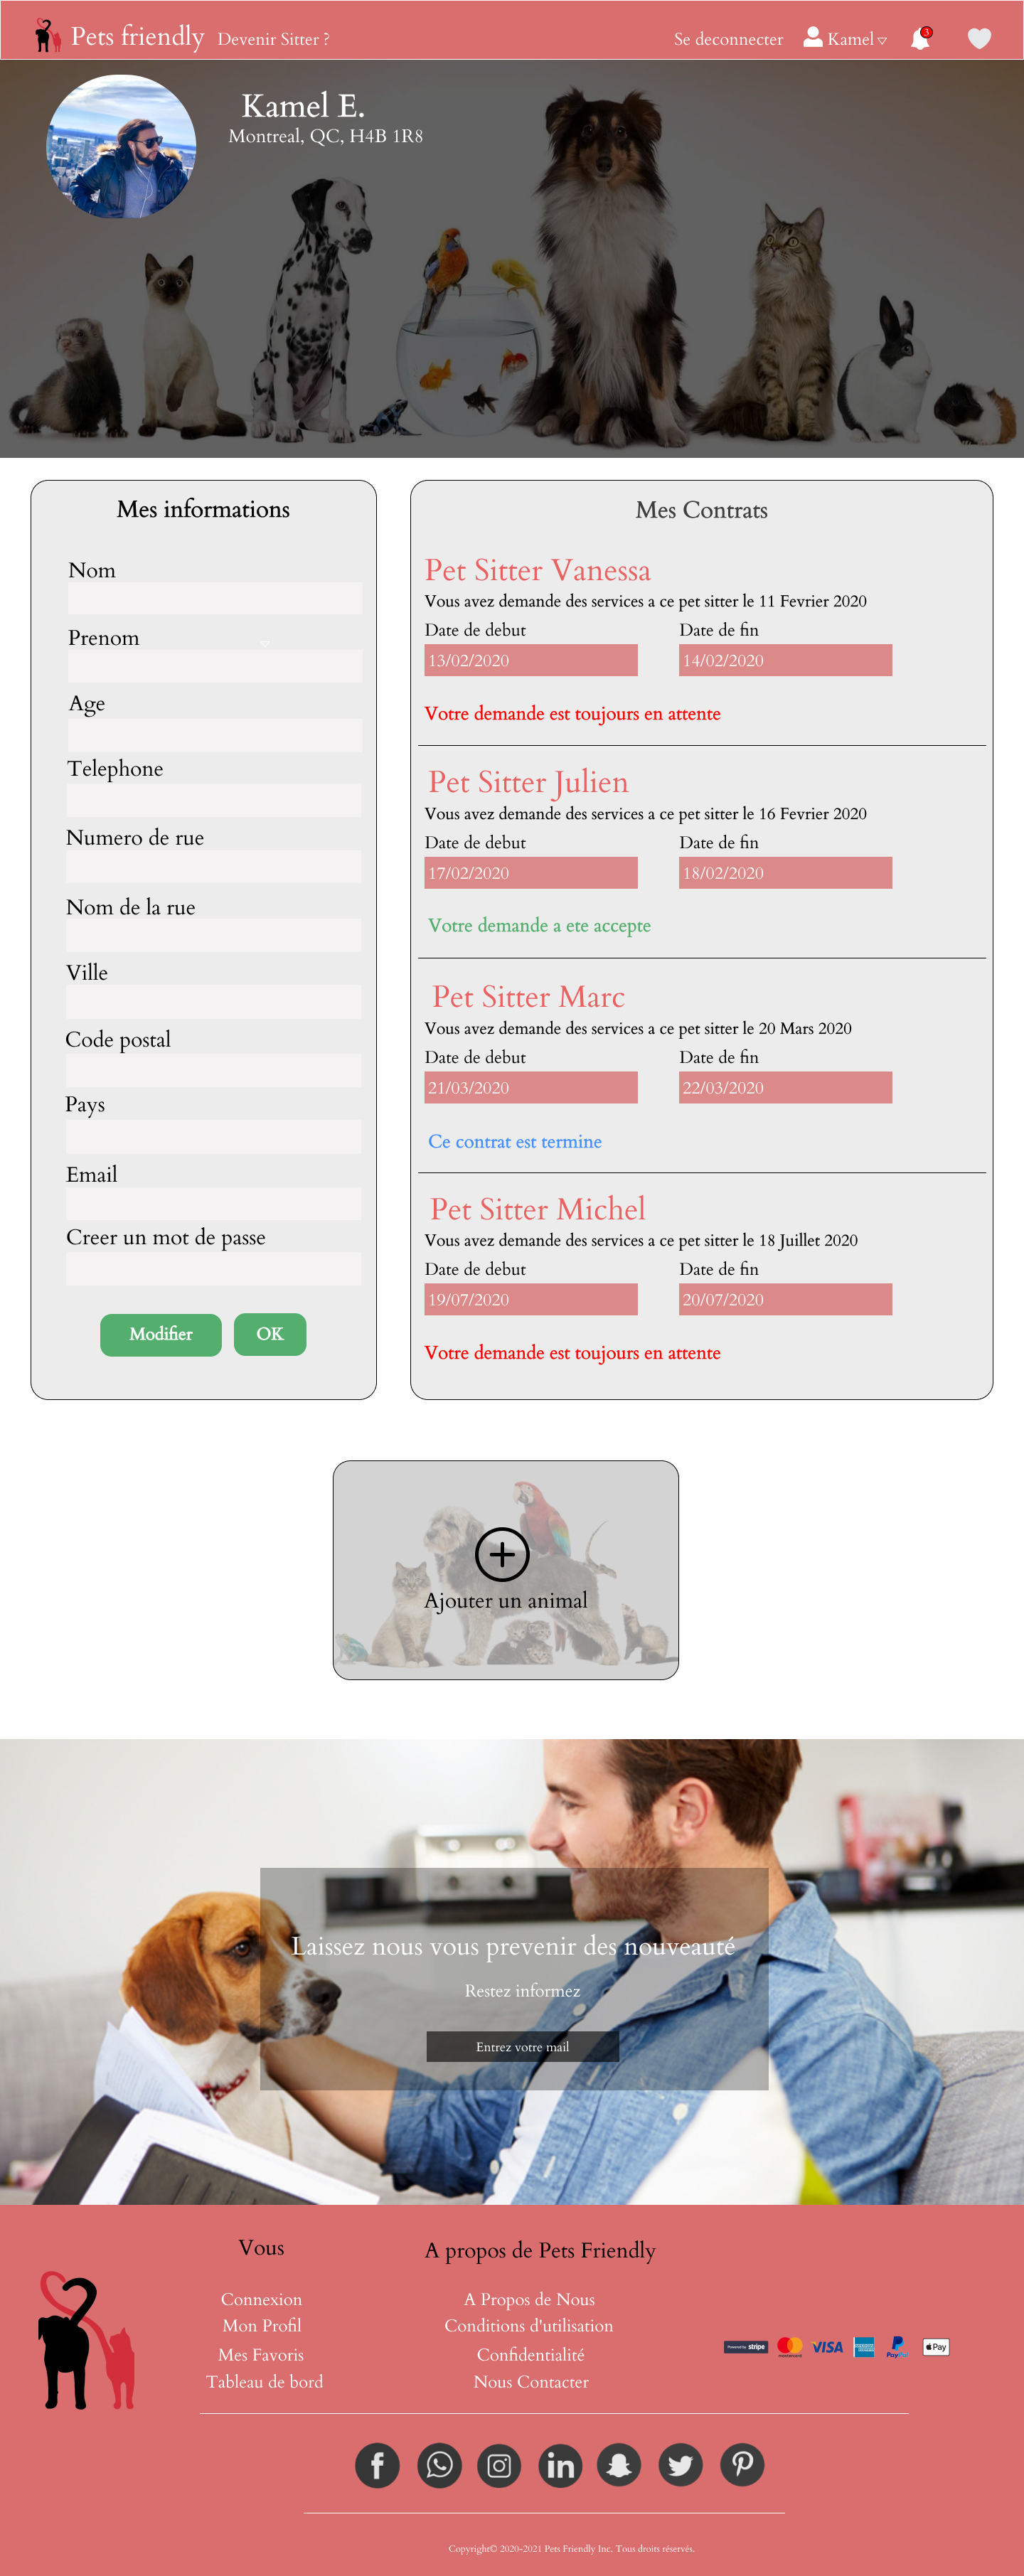 Pets friendly Devenir Sitter ? Se deconnecter Kamel 3
Kamel E.
Montreal, QC, H4B 1R8
Mes informations
Nom
Prenom
Age
Telephone
Numero de rue
Nom de la rue
Ville
Code postal
Pays
Email
Creer un mot de passe
Modifier OK
Mes Contrats
Pet Sitter Vanessa
Vous avez demande des services a ce pet sitter le 11 Fevrier 2020
Date de debut Date de fin
13/02/2020 14/02/2020
Votre demande est toujours en attente
Pet Sitter Julien
Vous avez demande des services a ce pet sitter le 16 Fevrier 2020
Date de debut Date de fin
17/02/2020 18/02/2020
Votre demande a ete accepte
Pet Sitter Marc
Vous avez demande des services a ce pet sitter le 20 Mars 2020
Date de debut Date de fin
21/03/2020 22/03/2020
Ce contrat est termine
Pet Sitter Michel
Vous avez demande des services a ce pet sitter le 18 Juillet 2020
Date de debut Date de fin
19/07/2020 20/07/2020
Votre demande est toujours en attente
Ajouter un animal
Laissez nous vous prevenir des nouveauté
Restez informez
Entrez votre mail
Vous
Connexion
Mon Profil
Mes Favoris
Tableau de bord
A propos de Pets Friendly
A Propos de Nous
Conditions d'utilisation
Confidentialité
Nous Contacter
Powered by stripe mastercard VISA AMERICAN EXPRESS PayPal Pay
Copyright© 2020-2021 Pets Friendly Inc. Tous droits réservés.